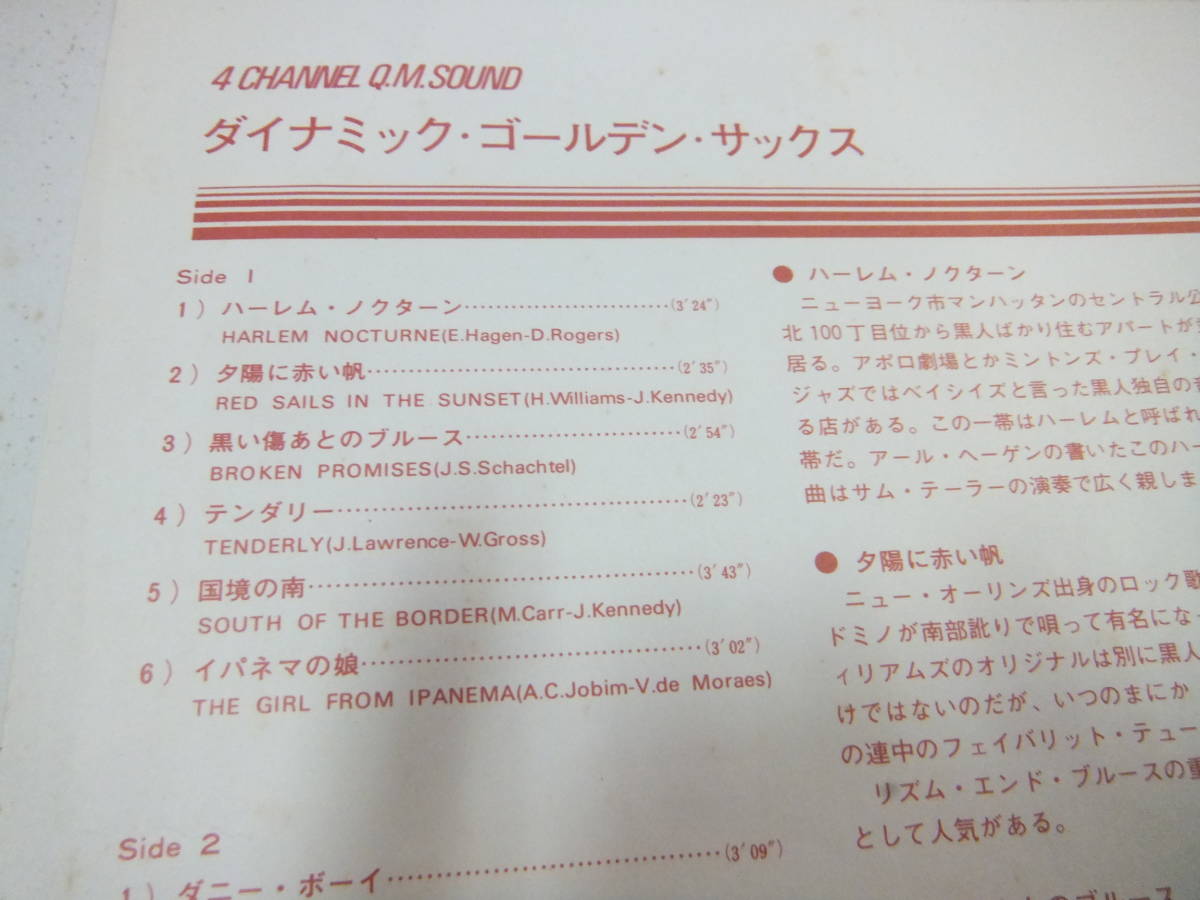 4 CHANNEL Q.M.SOUND
ダイナミック・ゴールデン・サックス
Side 1
1) ハーレム・ノクターン……………………(3′24″)
HARLEM NOCTURNE(E.Hagen-D.Rogers)
2) 夕陽に赤い帆……………………………(2′35″)
RED SAILS IN THE SUNSET(H.Williams-J.Kennedy)
3) 黒い傷あとのブルース……………………(2′54″)
BROKEN PROMISES(J.S.Schachtel)
4) テンダリー………………………………(2′23″)
TENDERLY(J.Lawrence-W.Gross)
5) 国境の南…………………………………(3′43″)
SOUTH OF THE BORDER(M.Carr-J.Kennedy)
6) イパネマの娘……………………………(3′02″)
THE GIRL FROM IPANEMA(A.C.Jobim-V.de Moraes)
Side 2
1) ダニー・ボーイ……………………………(3′09″)
● ハーレム・ノクターン
ニューヨーク市マンハッタンのセントラル公
北100丁目位から黒人ばかり住むアパートが
居る。アポロ劇場とかミントンズ・プレイ・
ジャズではベイシイズと言った黒人独自の
る店がある。この一帯はハーレムと呼ばれ
帯だ。アール・ヘーゲンの書いたこのハー
曲はサム・テーラーの演奏で広く親しま
● 夕陽に赤い帆
ニュー・オーリンズ出身のロック歌
ドミノが南部訛りで唄って有名にな
ィリアムズのオリジナルは別に黒人
けではないのだが、いつのまにか
の連中のフェイバリット・テュー
リズム・エンド・ブルースの重
として人気がある。
のブルース